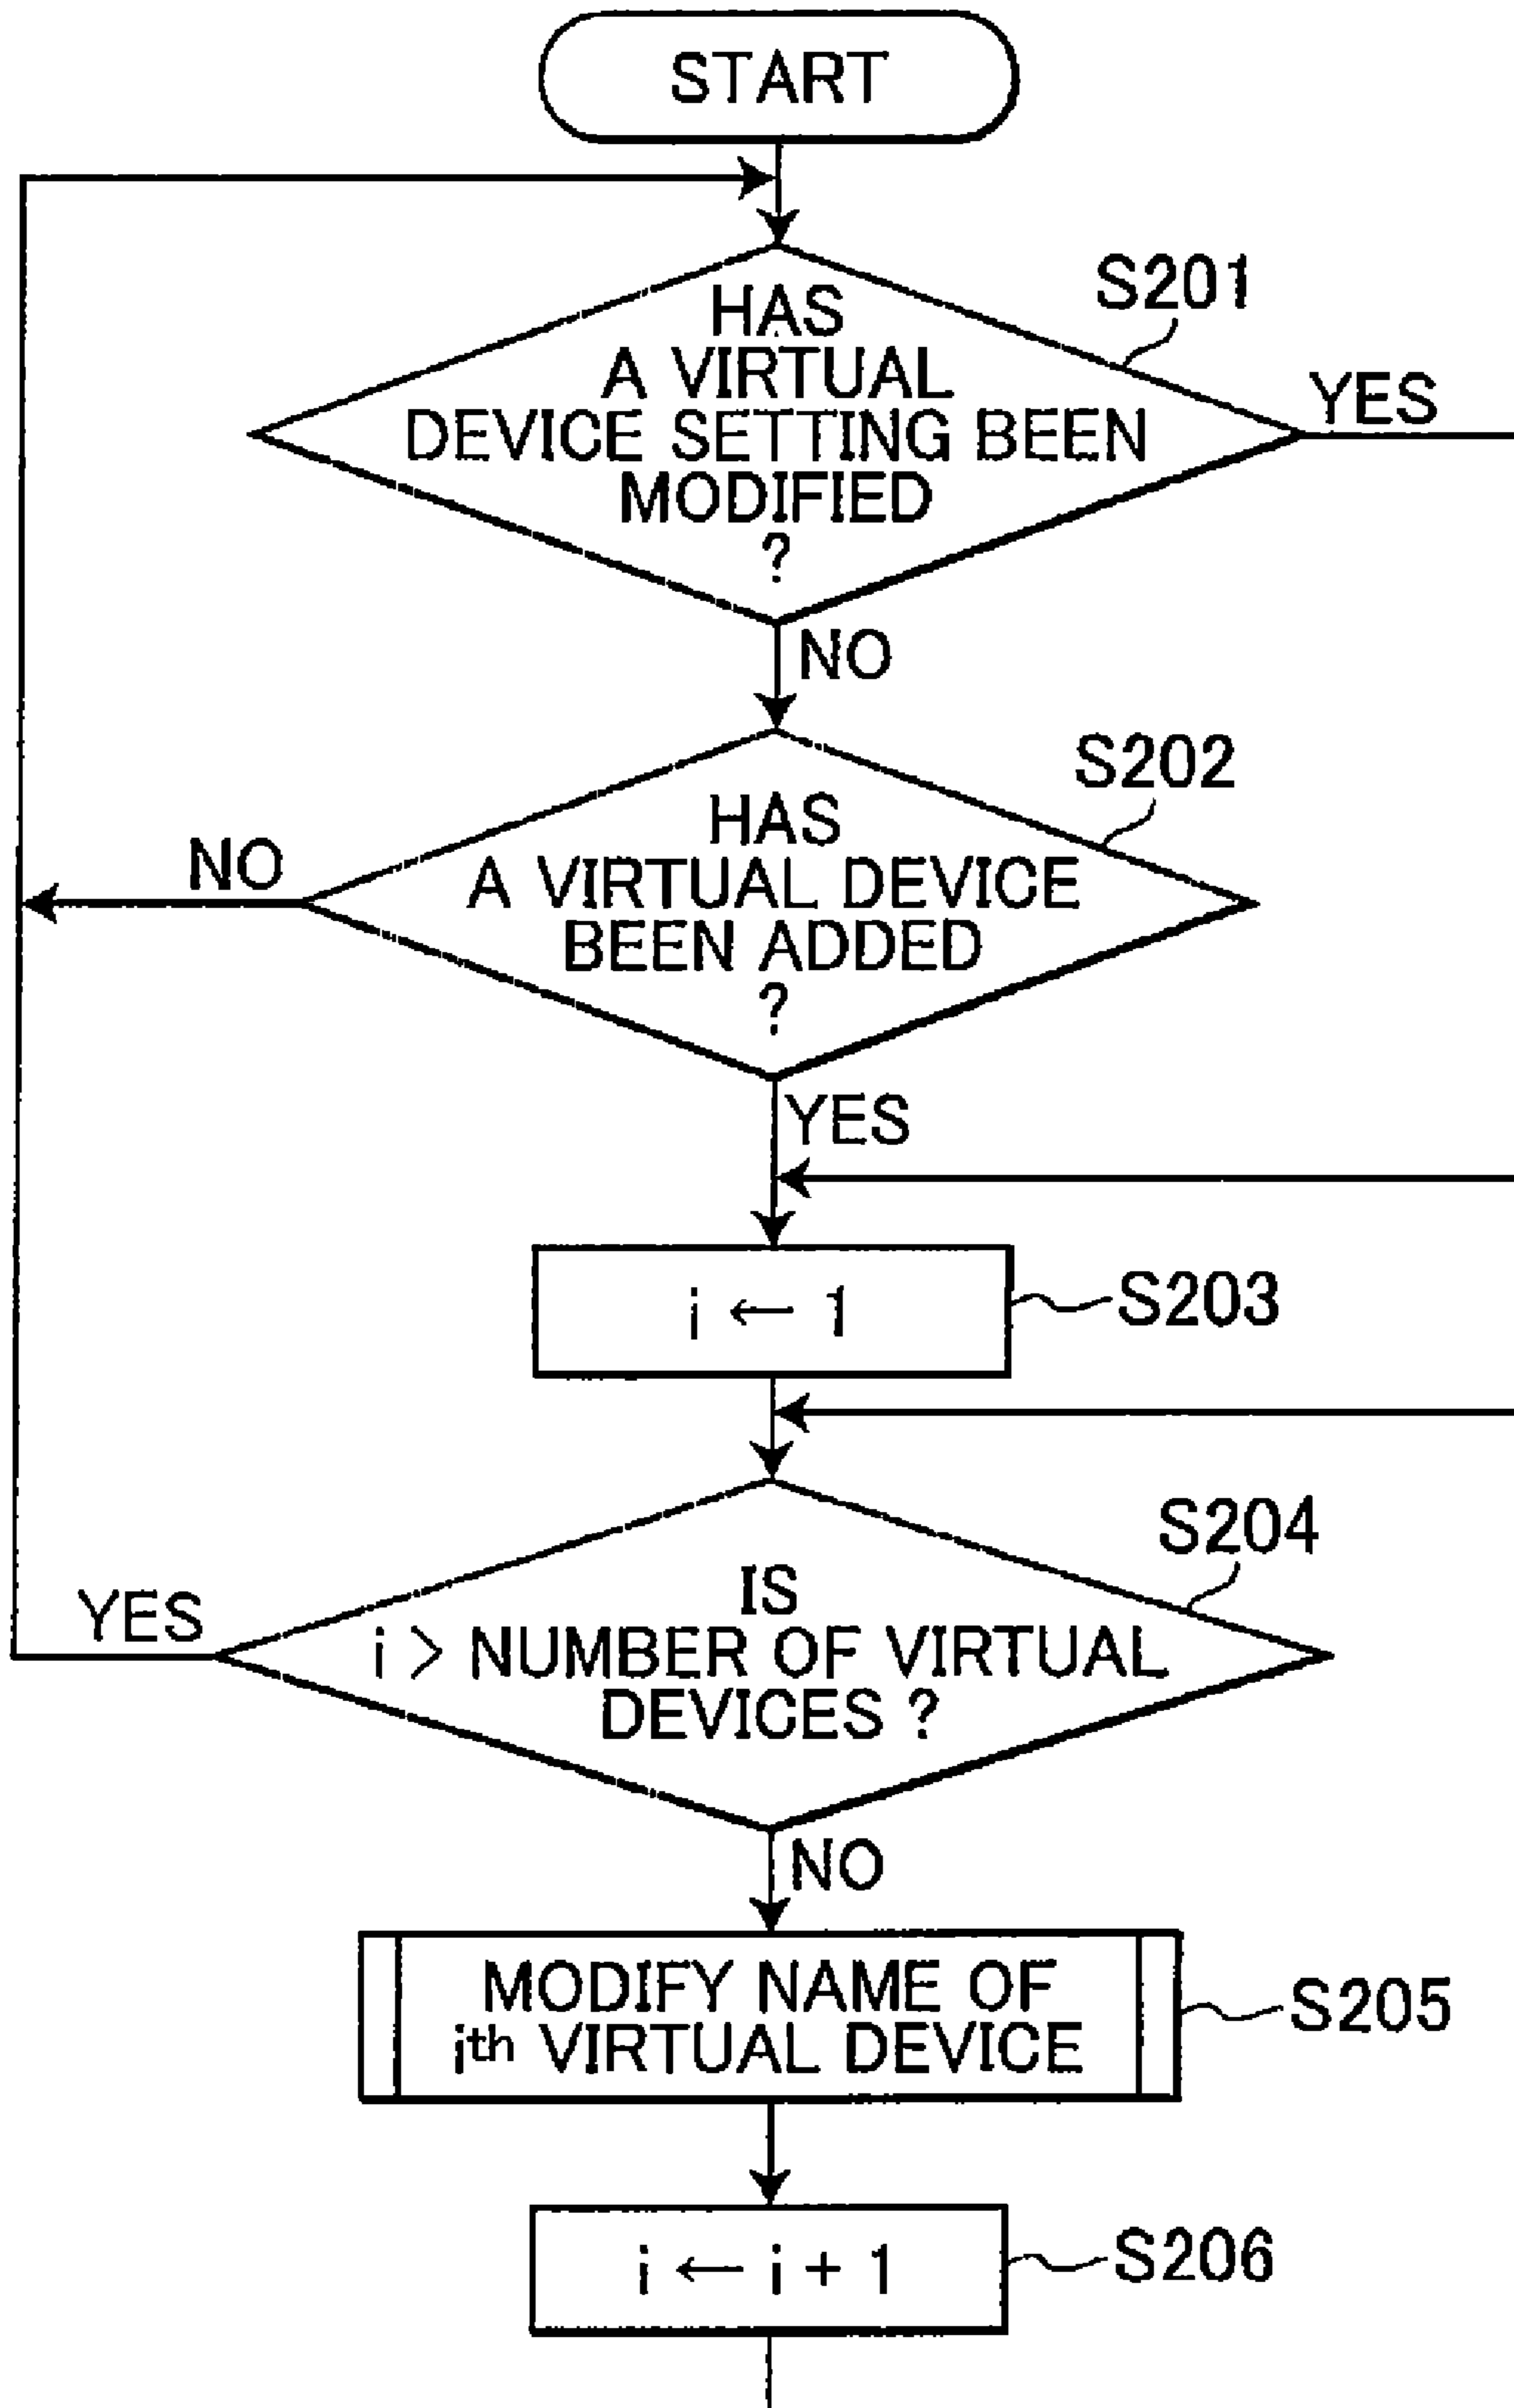 START
S201
HAS
A VIRTUAL
DEVICE SETTING BEEN
MODIFIED
?
YES
NO
S202
HAS
A VIRTUAL DEVICE
BEEN ADDED
?
NO
YES
i ← 1
S203
S204
IS
i > NUMBER OF VIRTUAL
DEVICES ?
YES
NO
MODIFY NAME OF
ith VIRTUAL DEVICE
S205
i ← i + 1
S206